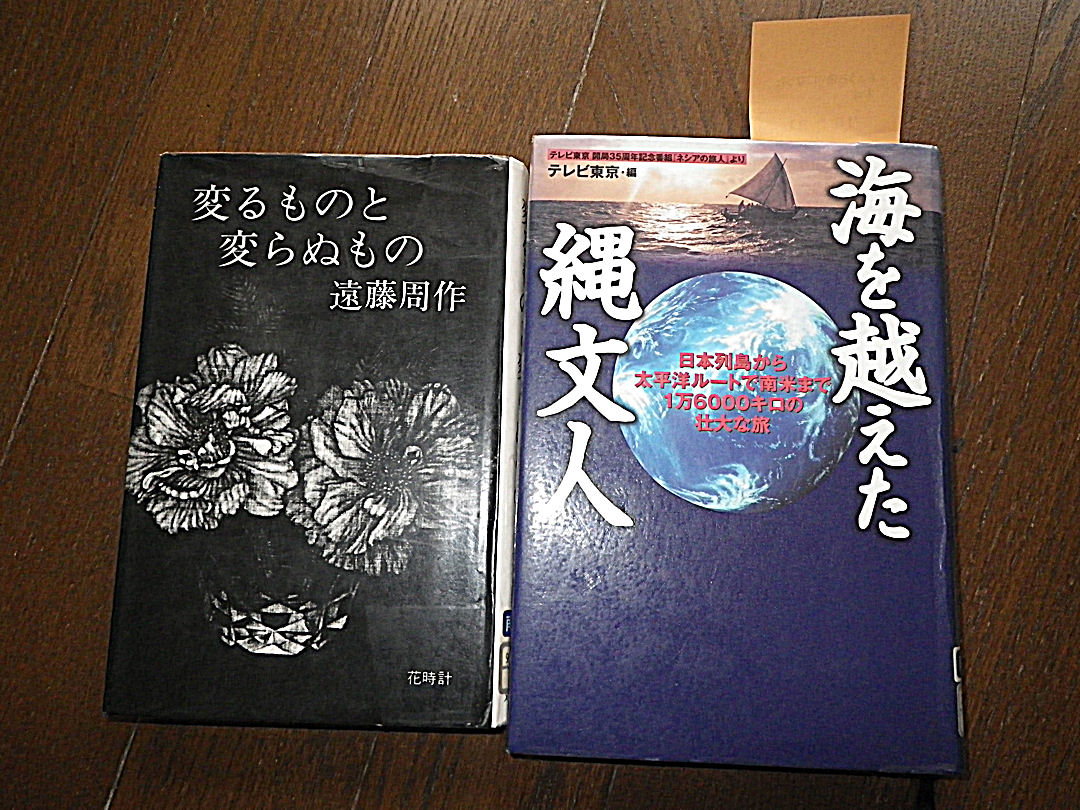 変るものと
変らぬもの
遠藤周作
花時計
テレビ東京 開局35周年記念番組「ネシアの旅人」より
テレビ東京・編
海を越えた
縄文人
日本列島から
太平洋ルートで南米まで
1万6000キロの
壮大な旅